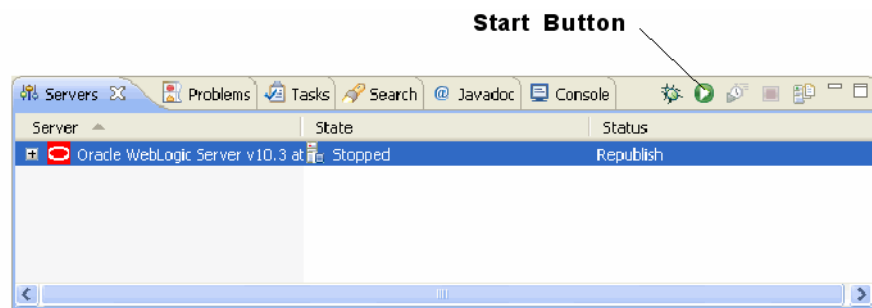 Start Button
Servers Problems Tasks Search @ Javadoc Console
Server State Status
Oracle WebLogic Server v10.3 at Stopped Republish